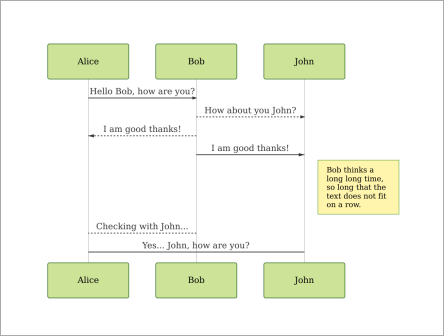 Alice
Bob
John
Hello Bob, how are you?
How about you John?
I am good thanks!
I am good thanks!
Bob thinks a
long long time,
so long that the
text does not fit
on a row.
Checking with John...
Yes... John, how are you?
Alice
Bob
John